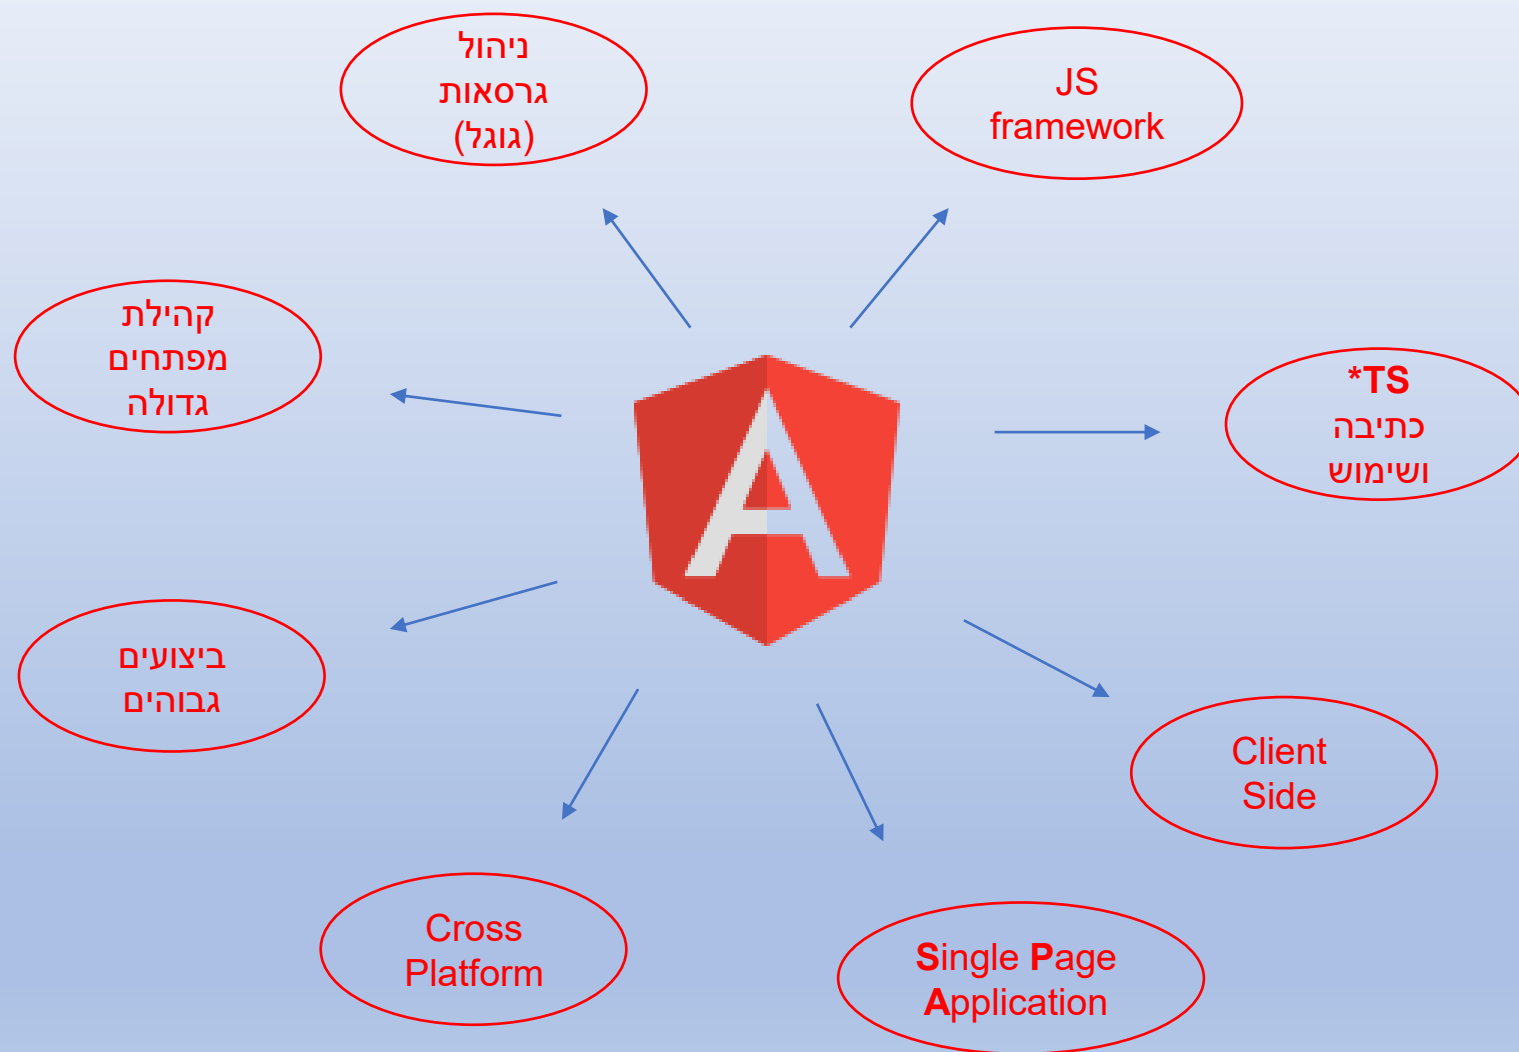 ניהול
גרסאות
(גוגל)
JS
framework
קהילת
מפתחים
גדולה
*TS
כתיבה
ושימוש
ביצועים
גבוהים
Client
Side
Cross
Platform
Single Page
Application